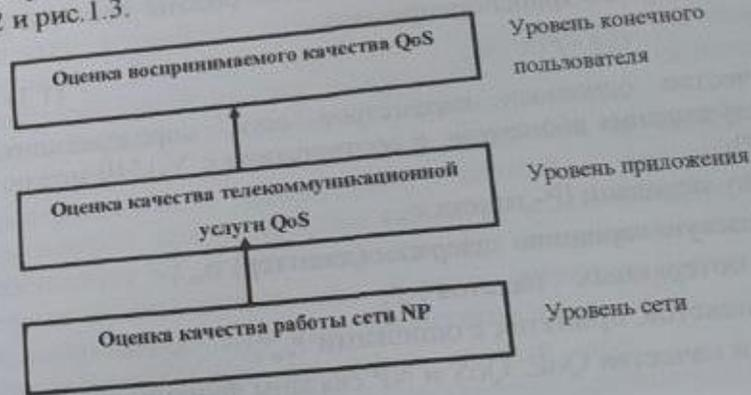 2 и рис.1.3.
Оценка воспринимаемого качества QoS
Уровень конечного
пользователя
Оценка качества телекоммуникационной
услуги QoS
Уровень приложения
Оценка качества работы сети NP
Уровень сети